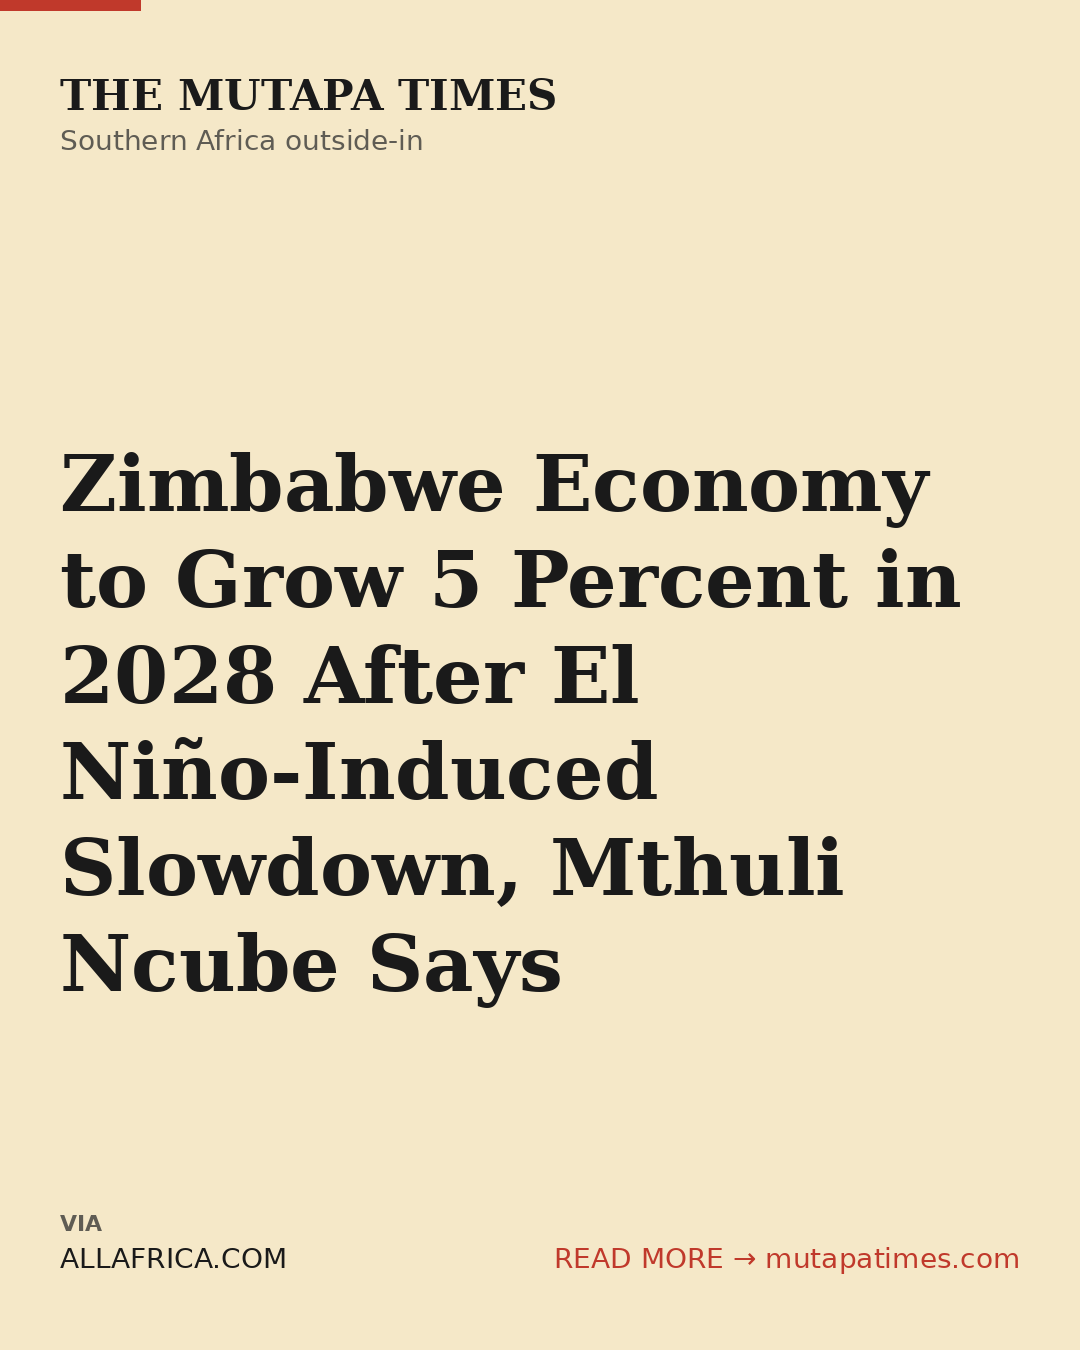 THE MUTAPA TIMES
Southern Africa outside-in
Zimbabwe Economy
to Grow 5 Percent in
2028 After El
Niño-Induced
Slowdown, Mthuli
Ncube Says
VIA
ALLAFRICA.COM
READ MORE → mutapatimes.com